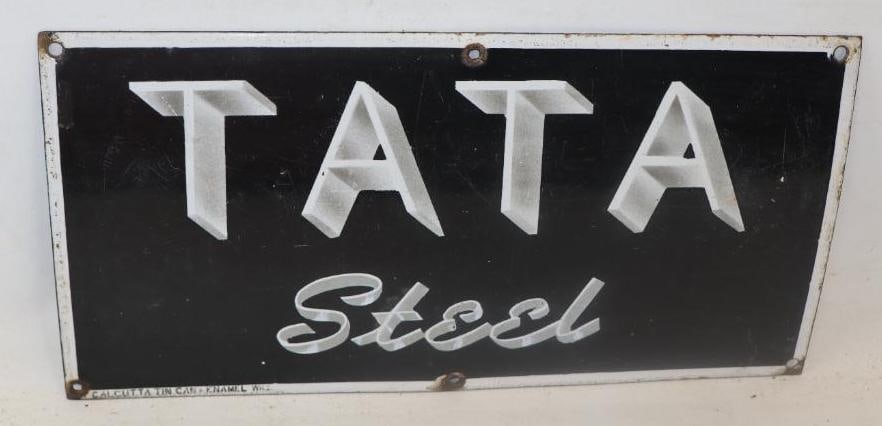 TATA
Steel
CALCUTTA TIN CAN & ENAMEL